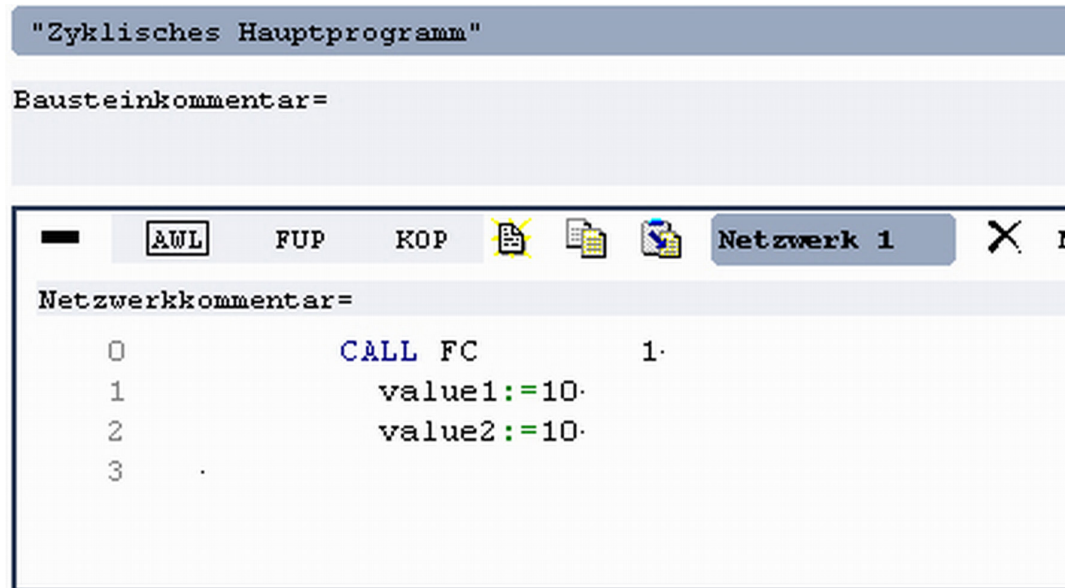 "Zyklisches Hauptprogramm"
Bausteinkommentar=
AWL FUP KOP Netzwerk 1
Netzwerkkommentar=
0 CALL FC 1
1 value1:=10
2 value2:=10
3